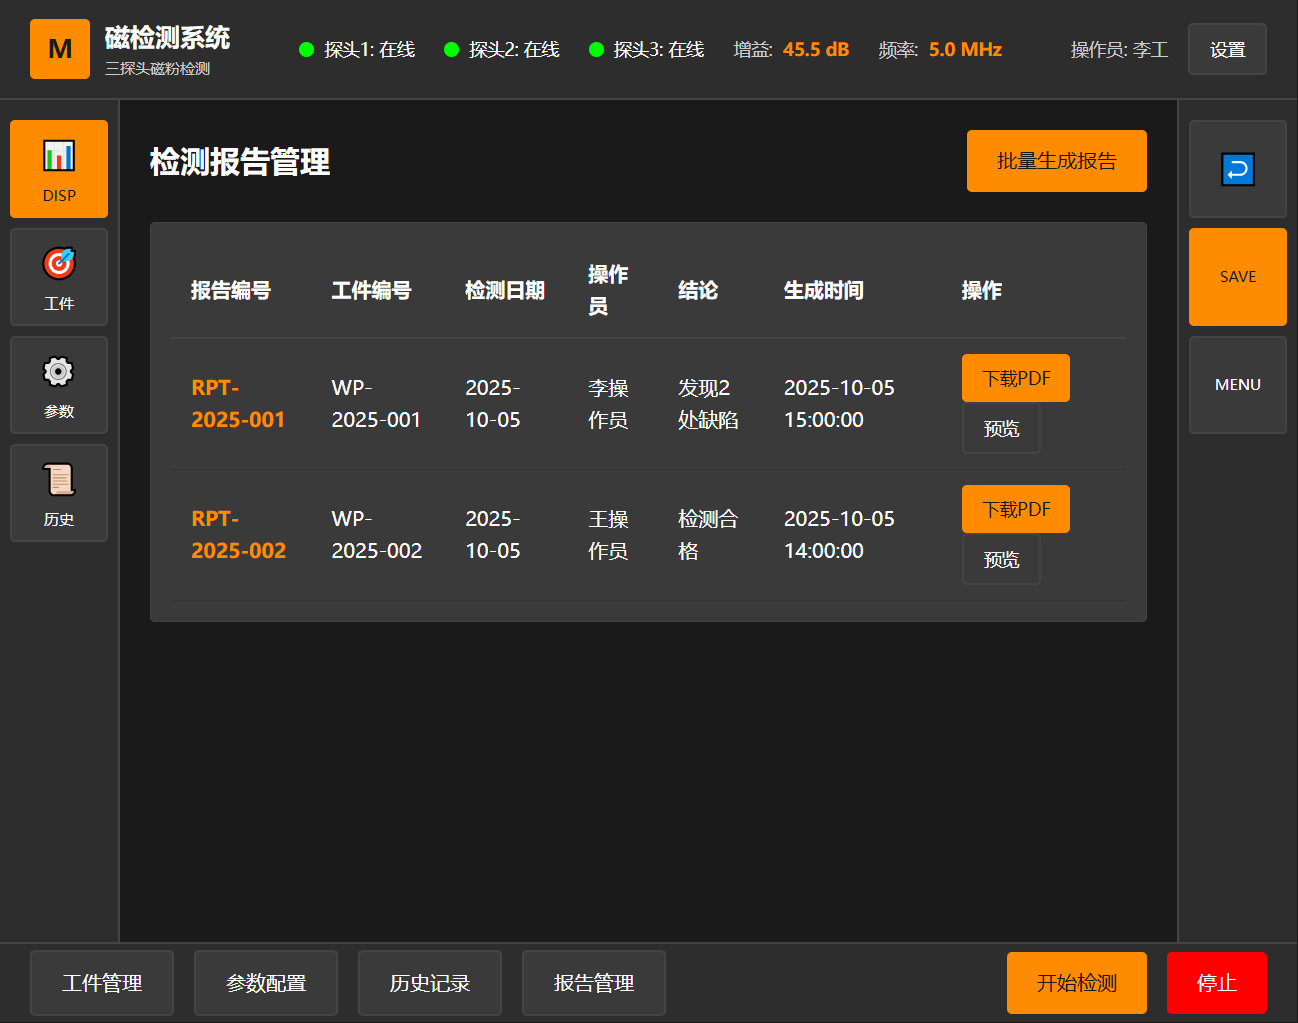 M
磁检测系统
三探头磁粉检测
探头1: 在线
探头2: 在线
探头3: 在线
增益: 45.5 dB
频率: 5.0 MHz
操作员: 李工
设置
DISP
工件
参数
历史
检测报告管理
批量生成报告
报告编号 工件编号 检测日期 操作员 结论 生成时间 操作
RPT-2025-001 WP-2025-001 2025-10-05 李操作员 发现2处缺陷 2025-10-05 15:00:00 下载PDF 预览
RPT-2025-002 WP-2025-002 2025-10-05 王操作员 检测合格 2025-10-05 14:00:00 下载PDF 预览
SAVE
MENU
工件管理
参数配置
历史记录
报告管理
开始检测
停止